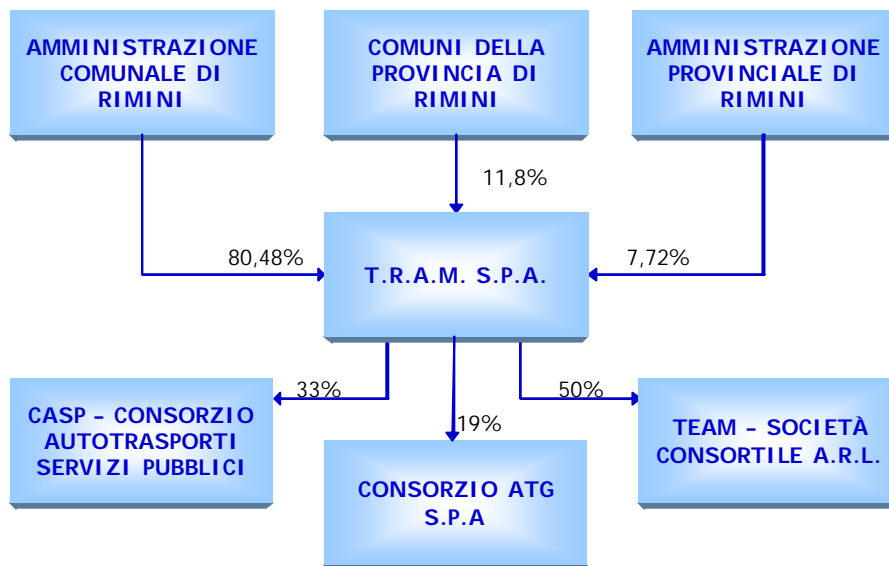 AMMINISTRAZIONE
COMUNALE DI
RIMINI
COMUNI DELLA
PROVINCIA DI
RIMINI
AMMINISTRAZIONE
PROVINCIALE DI
RIMINI
11,8%
80,48%
7,72%
T.R.A.M. S.P.A.
33%
50%
19%
CASP – CONSORZIO
AUTOTRASPORTI
SERVIZI PUBBLICI
CONSORZIO ATG
S.P.A
TEAM – SOCIETÀ
CONSORTILE A.R.L.